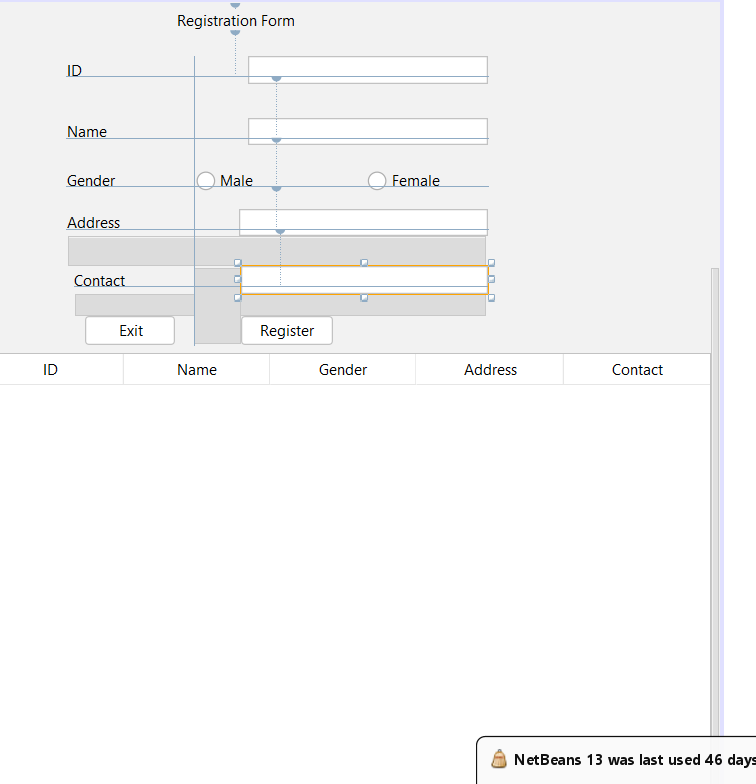 Registration Form
ID
Name
Gender Male Female
Address
Contact
Exit Register
ID Name Gender Address Contact
NetBeans 13 was last used 46 days